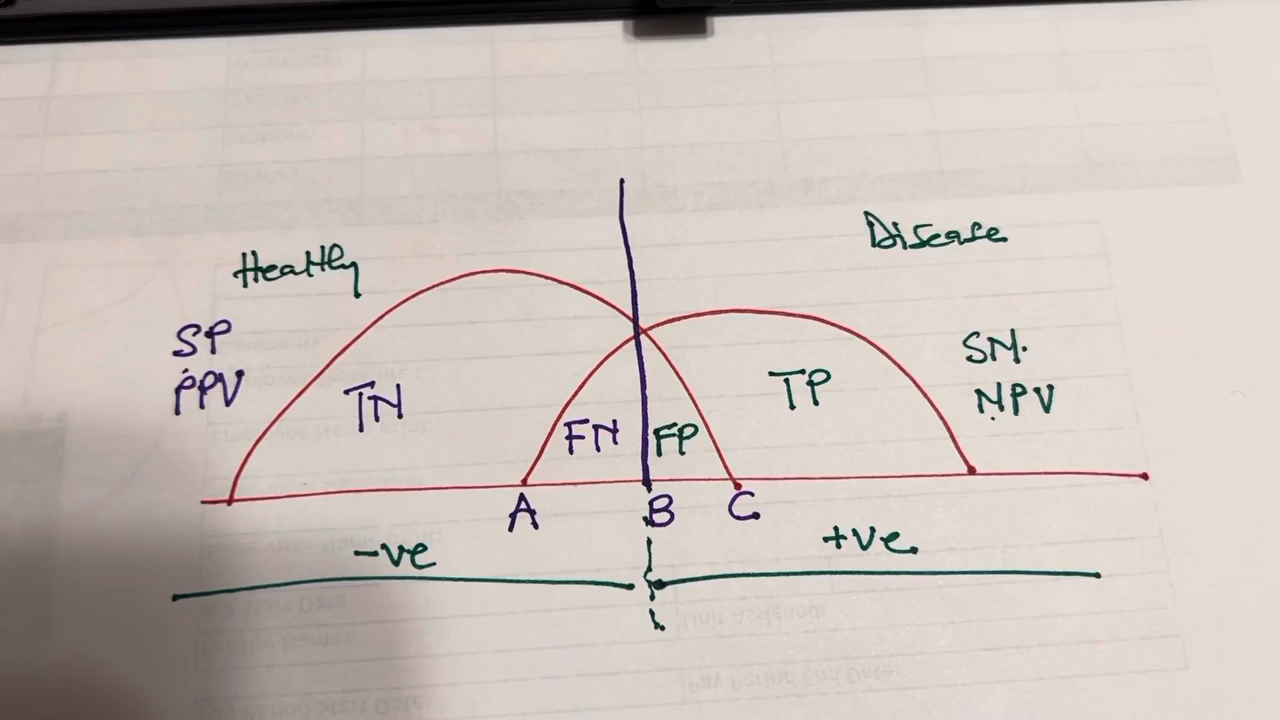 Healthy
Disease
SP
PPV
TN
FN
FP
TP
SN.
NPV
A
B
C
-ve
+ve